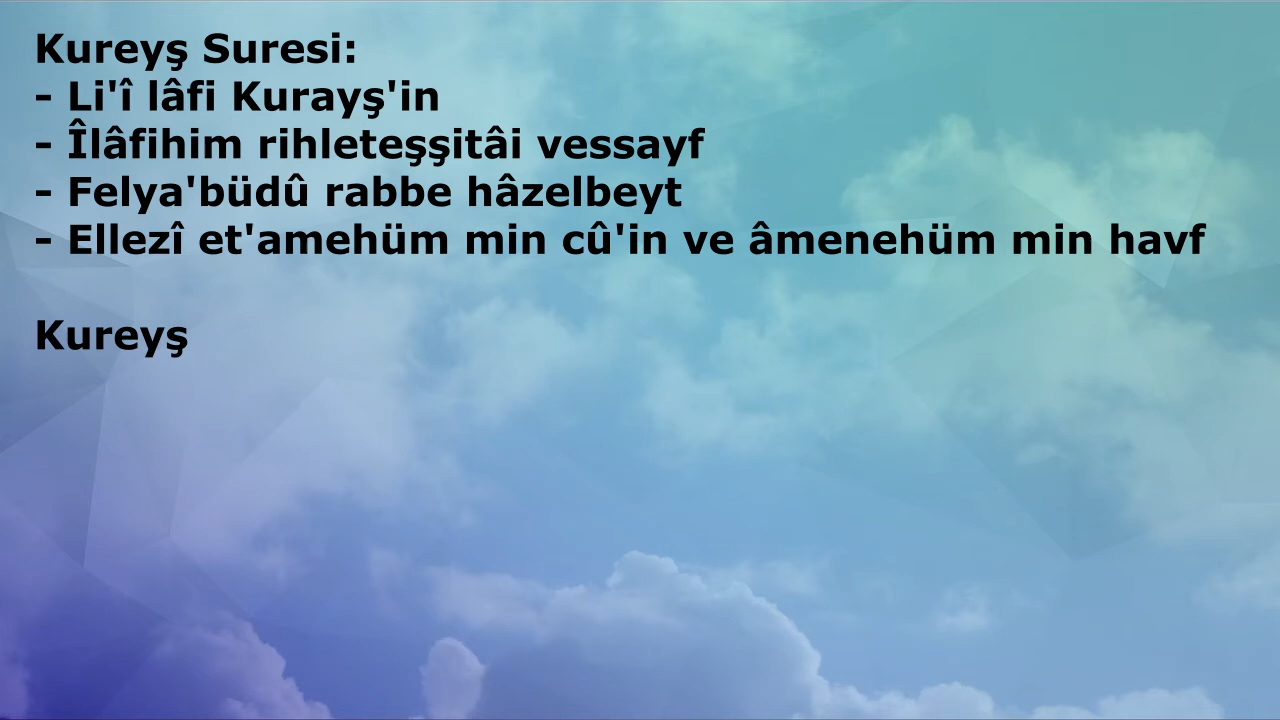 Kureyş Suresi:
- Li'î lâfi Kurayş'in
- Îlâfihim rihleteşşitâi vessayf
- Felya'büdû rabbe hâzelbeyt
- Ellezî et'amehüm min cû'in ve âmenehüm min havf
Kureyş